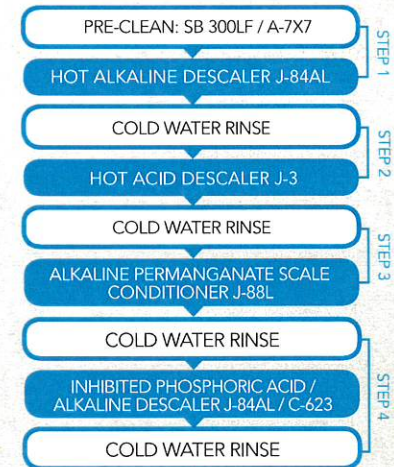 PRE-CLEAN: SB 300LF / A-7X7
HOT ALKALINE DESCALER J-84AL
STEP 1
COLD WATER RINSE
HOT ACID DESCALER J-3
STEP 2
COLD WATER RINSE
ALKALINE PERMANGANATE SCALE
CONDITIONER J-88L
STEP 3
COLD WATER RINSE
INHIBITED PHOSPHORIC ACID /
ALKALINE DESCALER J-84AL / C-623
COLD WATER RINSE
STEP 4